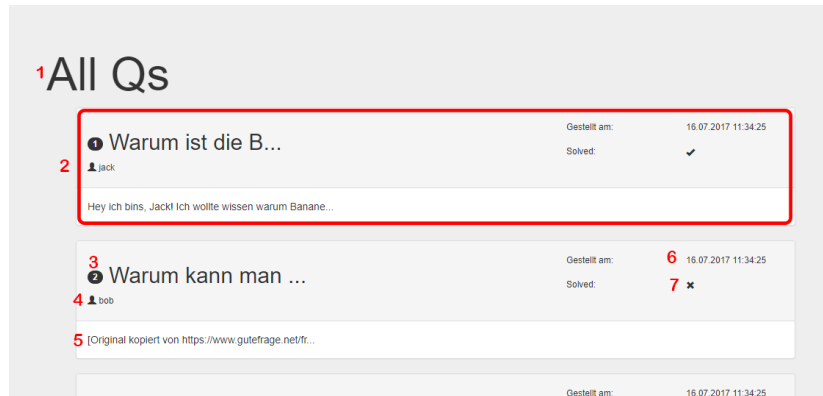 1 All Qs
1 Warum ist die B...
Gestellt am: 16.07.2017 11:34:25
Solved: ✔
2
jack
Hey ich bins, Jack! Ich wollte wissen warum Banane...
3
2 Warum kann man ...
Gestellt am: 6 16.07.2017 11:34:25
Solved: 7 ✖
4 bob
5 [Original kopiert von https://www.gutefrage.net/fr...
Gestellt am: 16.07.2017 11:34:25